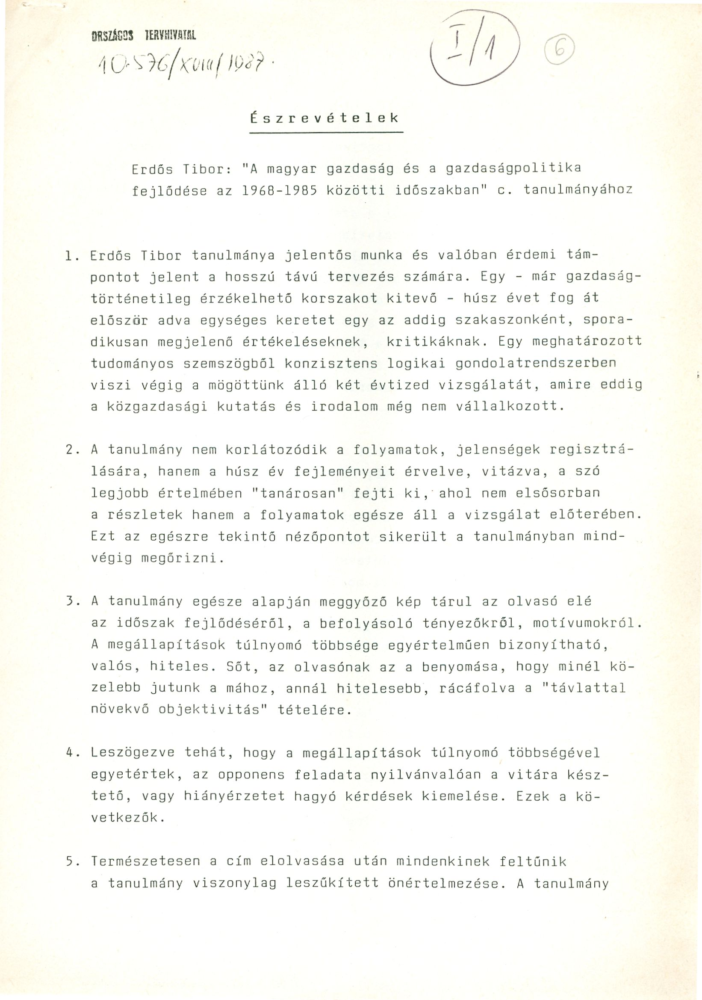 ORSZÁGOS TERVHIVATAL
10.576/XVIII/1987.
I/1
6
Észrevételek
Erdős Tibor: "A magyar gazdaság és a gazdaságpolitika
fejlődése az 1968-1985 közötti időszakban" c. tanulmányához
1. Erdős Tibor tanulmánya jelentős munka és valóban érdemi tám-
pontot jelent a hosszú távú tervezés számára. Egy - már gazdaság-
történetileg érzékelhető korszakot kitevő - húsz évet fog át
először adva egységes keretet egy az addig szakaszonként, spora-
dikusan megjelenő értékeléseknek, kritikáknak. Egy meghatározott
tudományos szemszögből konzisztens logikai gondolatrendszerben
viszi végig a mögöttünk álló két évtized vizsgálatát, amire eddig
a közgazdasági kutatás és irodalom még nem vállalkozott.
2. A tanulmány nem korlátozódik a folyamatok, jelenségek regisztrá-
lására, hanem a húsz év fejleményeit érvelve, vitázva, a szó
legjobb értelmében "tanárosan" fejti ki, ahol nem elsősorban
a részletek hanem a folyamatok egésze áll a vizsgálat előterében.
Ezt az egészre tekintő nézőpontot sikerült a tanulmányban mind-
végig megőrizni.
3. A tanulmány egésze alapján meggyőző kép tárul az olvasó elé
az időszak fejlődéséről, a befolyásoló tényezőkről, motívumokról.
A megállapítások túlnyomó többsége egyértelműen bizonyítható,
valós, hiteles. Sőt, az olvasónak az a benyomása, hogy minél kö-
zelebb jutunk a mához, annál hitelesebb, rácáfolva a "távlattal
növekvő objektivitás" tételére.
4. Leszögezve tehát, hogy a megállapítások túlnyomó többségével
egyetértek, az opponens feladata nyilvánvalóan a vitára kész-
tető, vagy hiányérzetet hagyó kérdések kiemelése. Ezek a kö-
vetkezők.
5. Természetesen a cím elolvasása után mindenkinek feltűnik
a tanulmány viszonylag leszűkített önértelmezése. A tanulmány